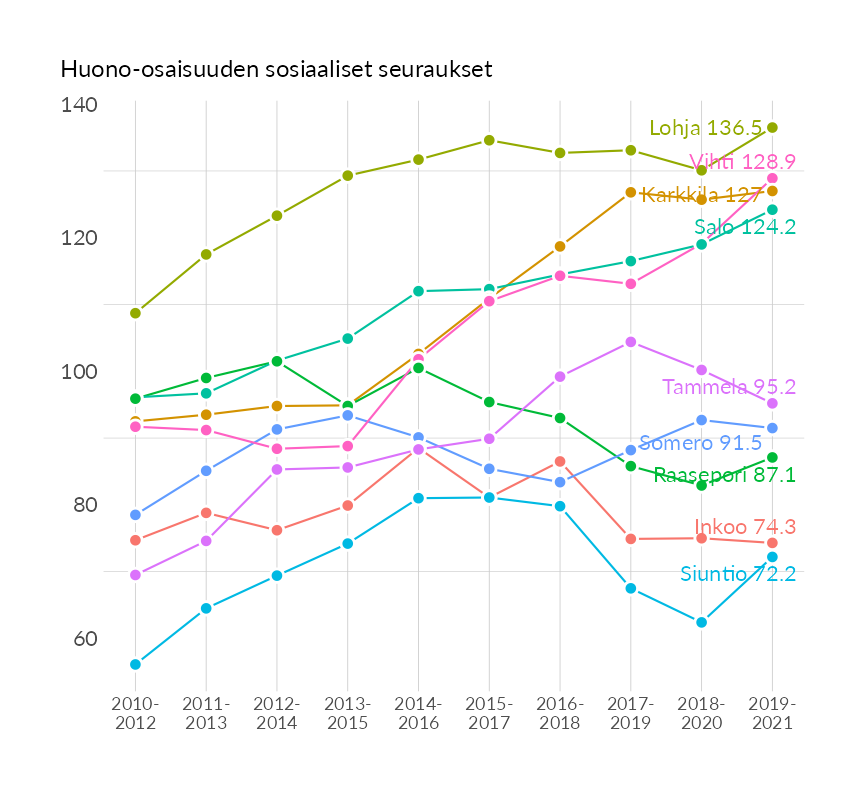 Huono-osaisuuden sosiaaliset seuraukset
140
120
100
80
60
Lohja 136.5
Vihti 128.9
Karkkila 127
Salo 124.2
Tammela 95.2
Somero 91.5
Raasepori 87.1
Inkoo 74.3
Siuntio 72.2
2010- 2011- 2012- 2013- 2014- 2015- 2016- 2017- 2018- 2019-
2012 2013 2014 2015 2016 2017 2018 2019 2020 2021